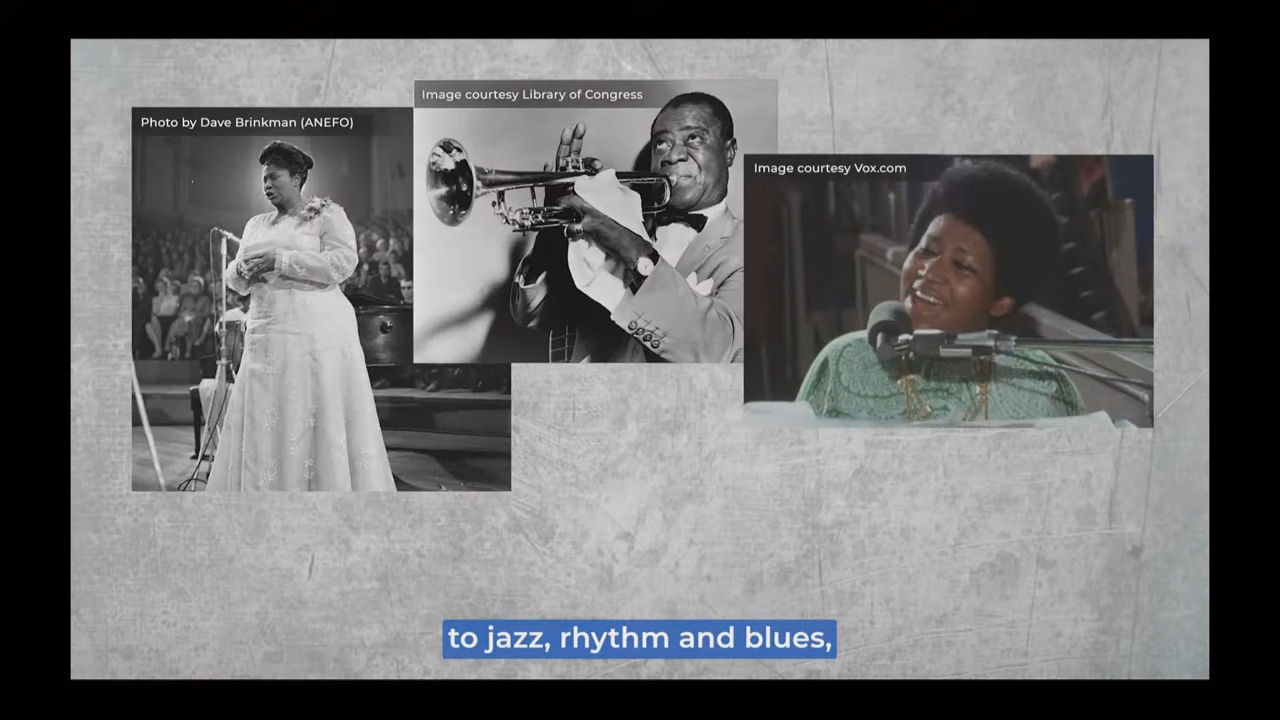 Photo by Dave Brinkman (ANEFO)
Image courtesy Library of Congress
Image courtesy Vox.com
to jazz, rhythm and blues,